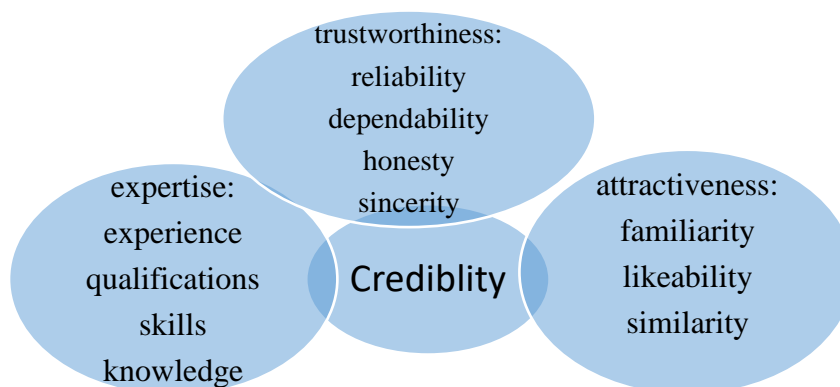 trustworthiness:
reliability
dependability
honesty
sincerity
expertise:
experience
qualifications
skills
knowledge
Crediblity
attractiveness:
familiarity
likeability
similarity